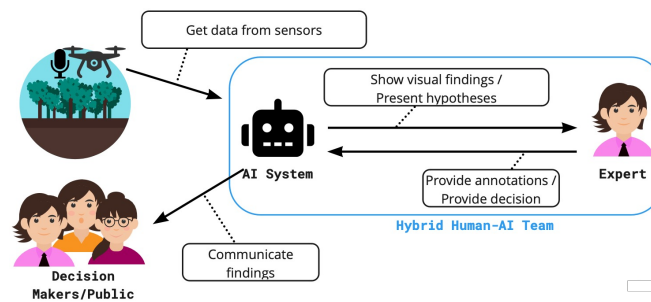 Get data from sensors
Show visual findings /
Present hypotheses
AI System
Expert
Provide annotations /
Provide decision
Hybrid Human-AI Team
Communicate
findings
Decision
Makers/Public